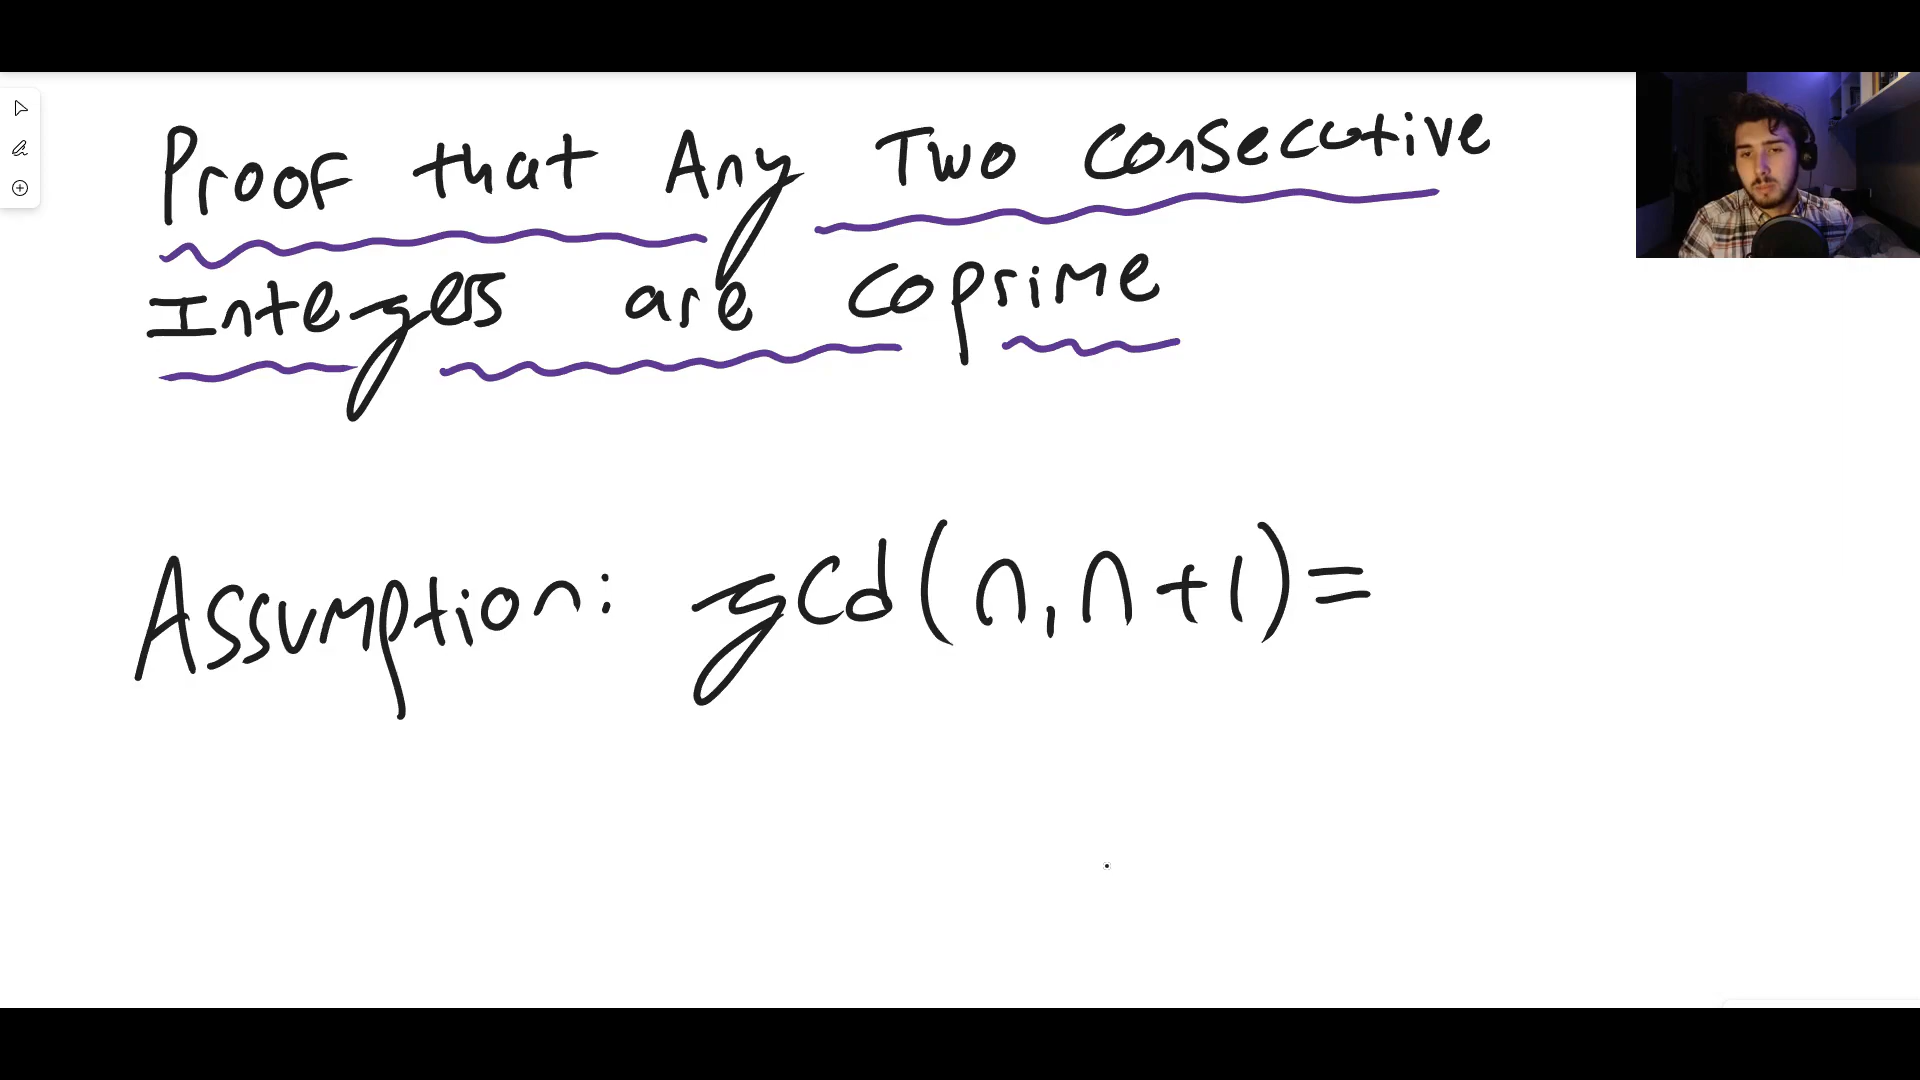 Proof that Any Two Consecutive
Integers are coprime
Assumption: gcd(n, n+1)=